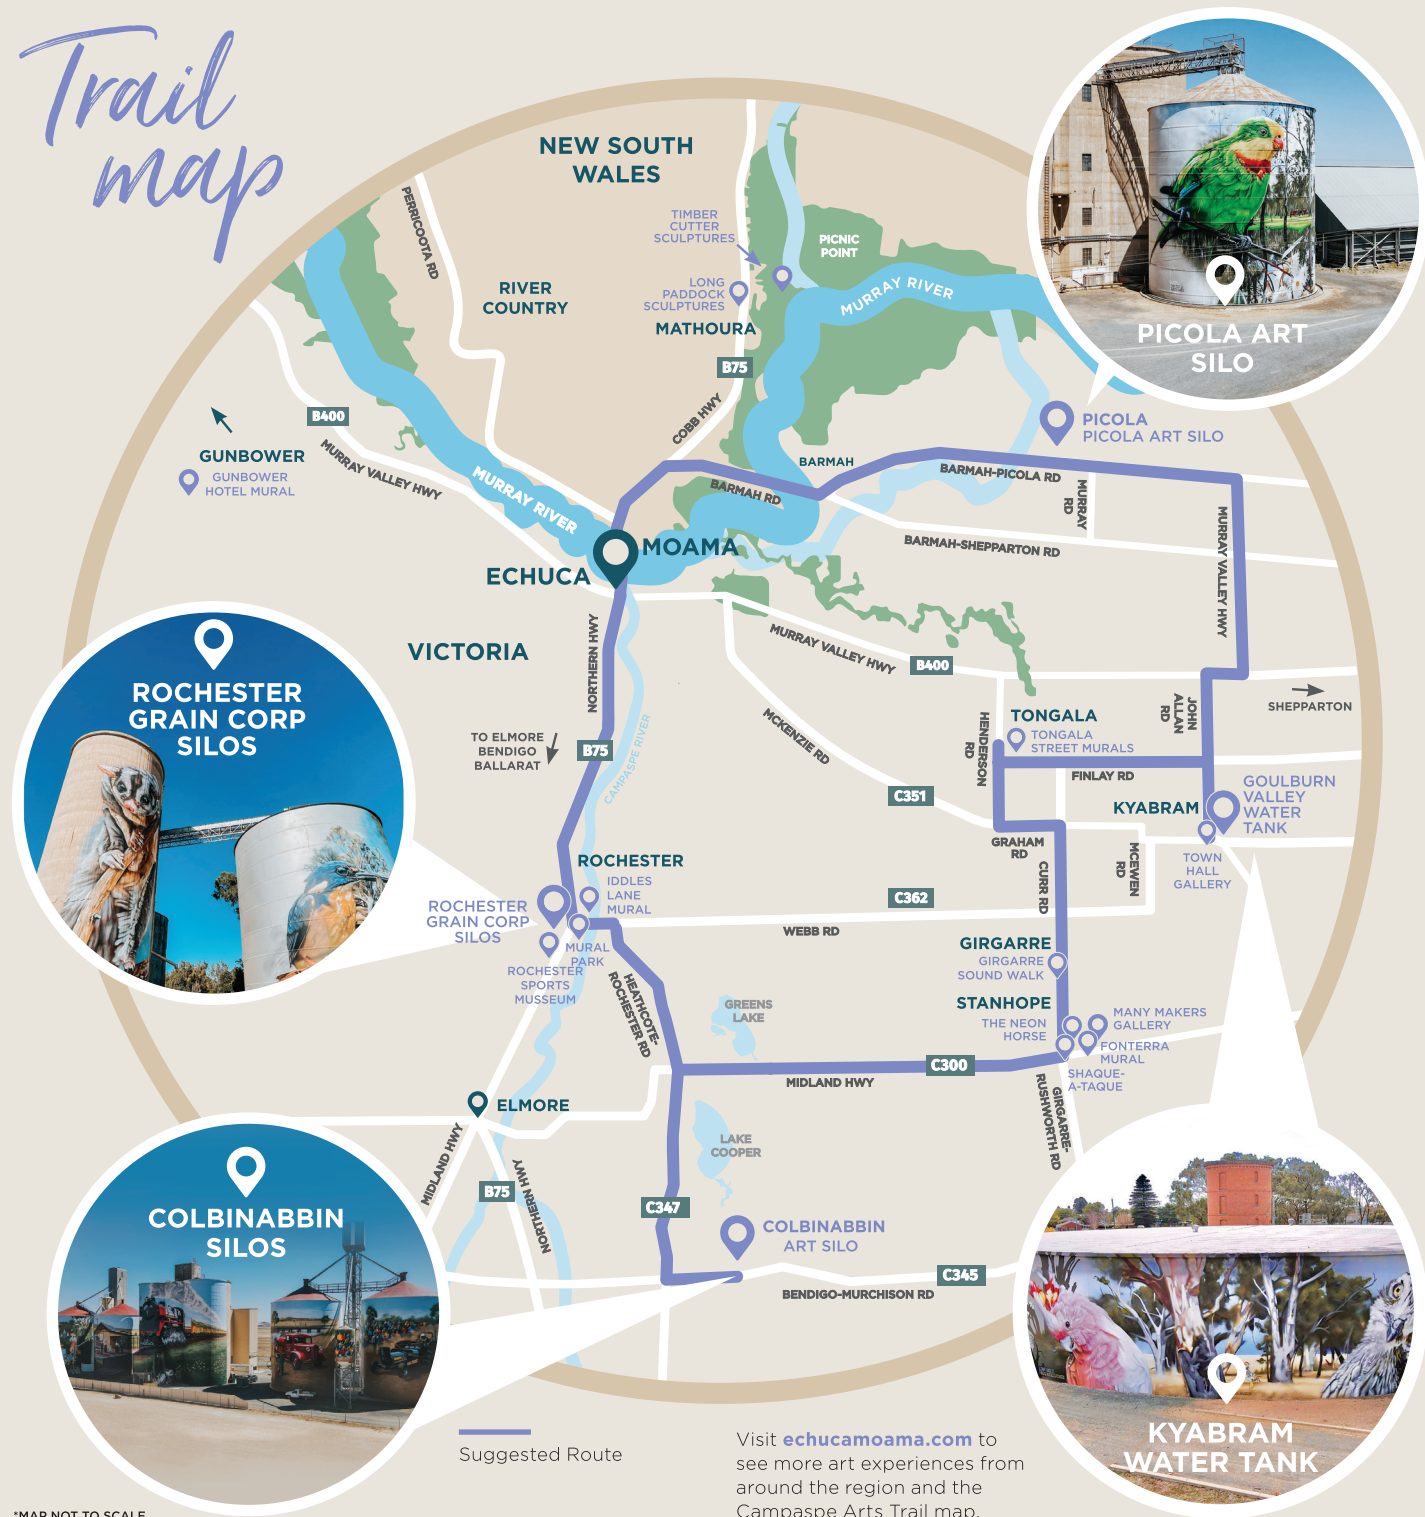 Trail
map
NEW SOUTH
WALES
PERRICOOTA RD
TIMBER
CUTTER
SCULPTURES
PICNIC
POINT
RIVER
COUNTRY
LONG
PADDOCK
SCULPTURES
MATHOURA
MURRAY RIVER
PICOLA ART
SILO
B75
COBB HWY
B400
MURRAY VALLEY HWY
GUNBOWER
GUNBOWER
HOTEL MURAL
MURRAY RIVER
PICOLA
PICOLA ART SILO
BARMAH
BARMAH RD
BARMAH-PICOLA RD
MURRAY
RD
MURRAY VALLEY HWY
BARMAH-SHEPPARTON RD
MOAMA
ECHUCA
VICTORIA
NORTHERN HWY
MURRAY VALLEY HWY
B400
SHEPPARTON
ROCHESTER
GRAIN CORP
SILOS
TO ELMORE
BENDIGO
BALLARAT
B75
CAMPASPE RIVER
MCKENZIE RD
HENDERSON
RD
TONGALA
TONGALA
STREET MURALS
JOHN
ALLAN
RD
FINLAY RD
C351
KYABRAM
GOULBURN
VALLEY
WATER
TANK
GRAHAM
RD
CURR RD
MCEWEN
RD
TOWN
HALL
GALLERY
ROCHESTER
IDDLES
LANE
MURAL
ROCHESTER
GRAIN CORP
SILOS
MURAL
PARK
ROCHESTER
SPORTS
MUSSEUM
C362
WEBB RD
HEATHCOTE-
ROCHESTER RD
GIRGARRE
GIRGARRE
SOUND WALK
STANHOPE
THE NEON
HORSE
MANY MAKERS
GALLERY
FONTERRA
MURAL
SHAQUE-
A-TAQUE
GREENS
LAKE
C300
MIDLAND HWY
GIRGARRE-
RUSHWORTH RD
ELMORE
LAKE
COOPER
MIDLAND HWY
B75
NORTHERN HWY
C347
COLBINABBIN
ART SILO
C345
BENDIGO-MURCHISON RD
COLBINABBIN
SILOS
KYABRAM
WATER TANK
Suggested Route
Visit echucamoama.com to
see more art experiences from
around the region and the
Campaspe Arts Trail map.
*MAP NOT TO SCALE